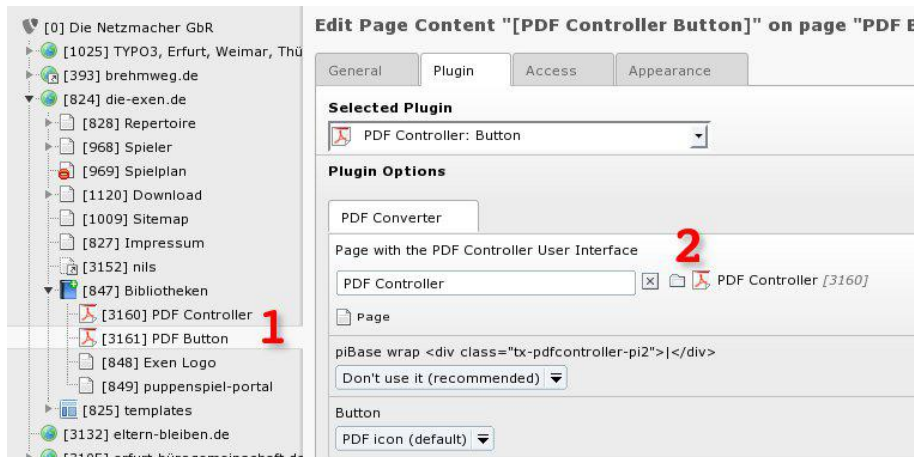 [0] Die Netzmacher GbR
[1025] TYPO3, Erfurt, Weimar, Thü
[393] brehmweg.de
[824] die-exen.de
[828] Repertoire
[968] Spieler
[969] Spielplan
[1120] Download
[1009] Sitemap
[827] Impressum
[3152] nils
[847] Bibliotheken
[3160] PDF Controller
[3161] PDF Button
1
[848] Exen Logo
[849] puppenspiel-portal
[825] templates
[3132] eltern-bleiben.de
Edit Page Content "[PDF Controller Button]" on page "PDF B
General Plugin Access Appearance
Selected Plugin
PDF Controller: Button
Plugin Options
PDF Converter
Page with the PDF Controller User Interface
2
PDF Controller
PDF Controller [3160]
Page
piBase wrap <div class="tx-pdfcontroller-pi2">|</div>
Don't use it (recommended)
Button
PDF icon (default)